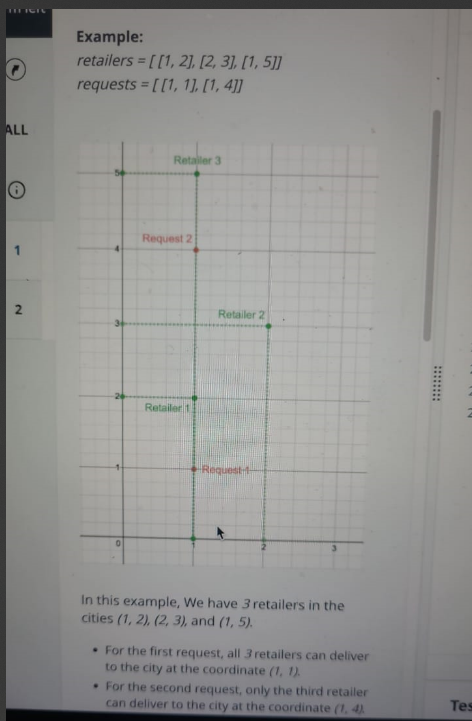 ALL
1
2
Example:
retailers = [ [1, 2], [2, 3], [1, 5]]
requests = [ [1, 1], [1, 4]]
5
Retailer 3
Request 2
4
Retailer 2
3
2
Retailer 1
1
Request 1
0
1
2
3
In this example, We have 3 retailers in the
cities (1, 2), (2, 3), and (1, 5).
• For the first request, all 3 retailers can deliver
to the city at the coordinate (1, 1).
• For the second request, only the third retailer
can deliver to the city at the coordinate (1, 4).